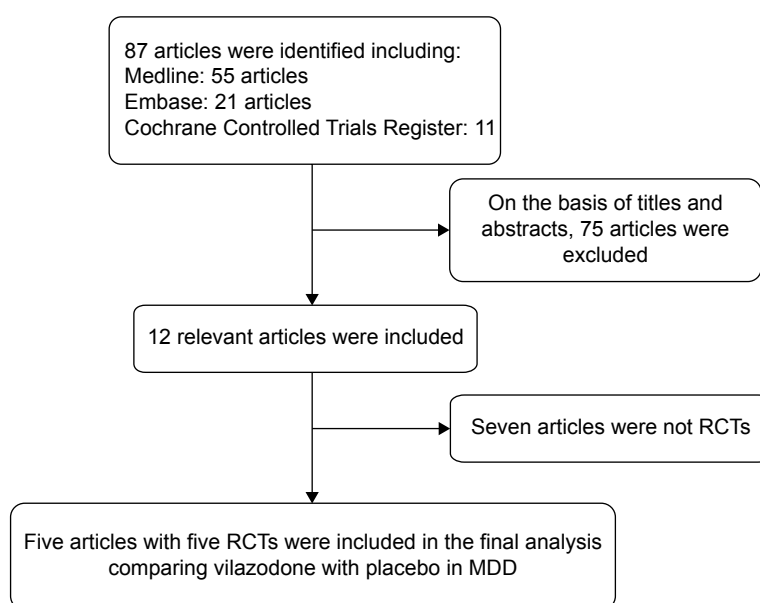 87 articles were identified including:
Medline: 55 articles
Embase: 21 articles
Cochrane Controlled Trials Register: 11
On the basis of titles and
abstracts, 75 articles were
excluded
12 relevant articles were included
Seven articles were not RCTs
Five articles with five RCTs were included in the final analysis
comparing vilazodone with placebo in MDD